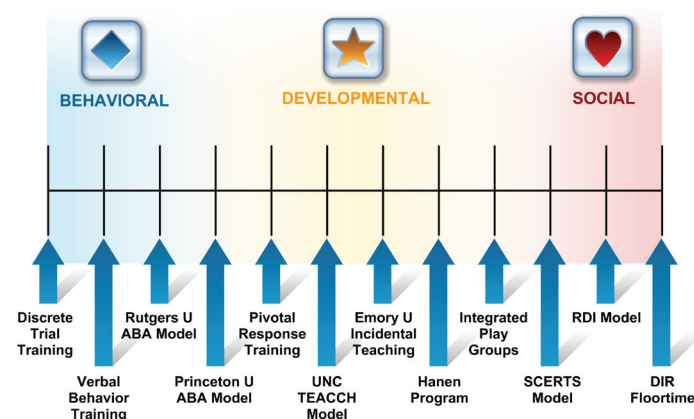 BEHAVIORAL
DEVELOPMENTAL
SOCIAL
Discrete
Trial
Training
Verbal
Behavior
Training
Rutgers U
ABA Model
Princeton U
ABA Model
Pivotal
Response
Training
UNC
TEACCH
Model
Emory U
Incidental
Teaching
Hanen
Program
Integrated
Play
Groups
SCERTS
Model
RDI Model
DIR
Floortime